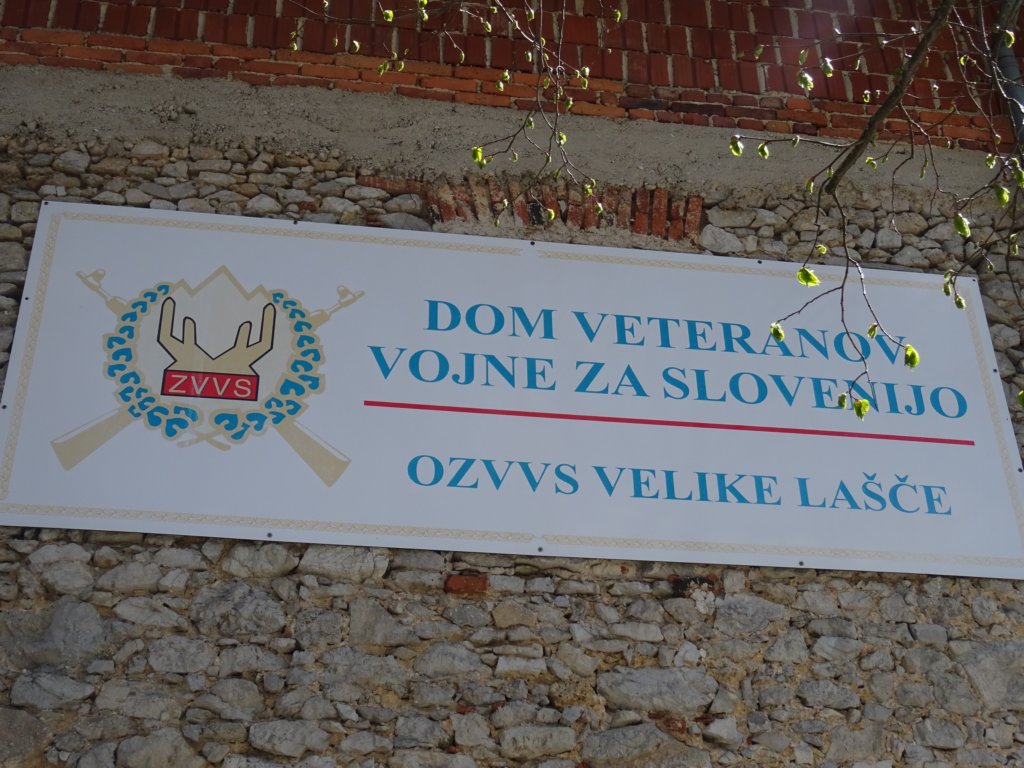 ZVVS
DOM VETERANOV
VOJNE ZA SLOVENIJO
OZVVS VELIKE LAŠČE